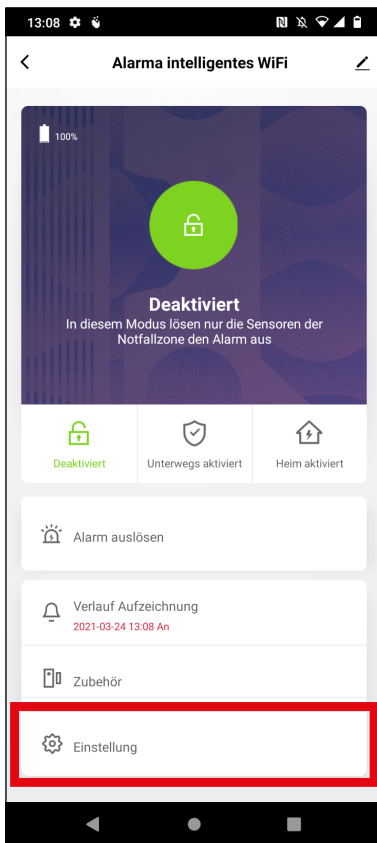 13:08
Alarma intelligentes WiFi
100%
Deaktiviert
In diesem Modus lösen nur die Sensoren der
Notfallzone den Alarm aus
Deaktiviert
Unterwegs aktiviert
Heim aktiviert
Alarm auslösen
Verlauf Aufzeichnung
2021-03-24 13:08 An
Zubehör
Einstellung